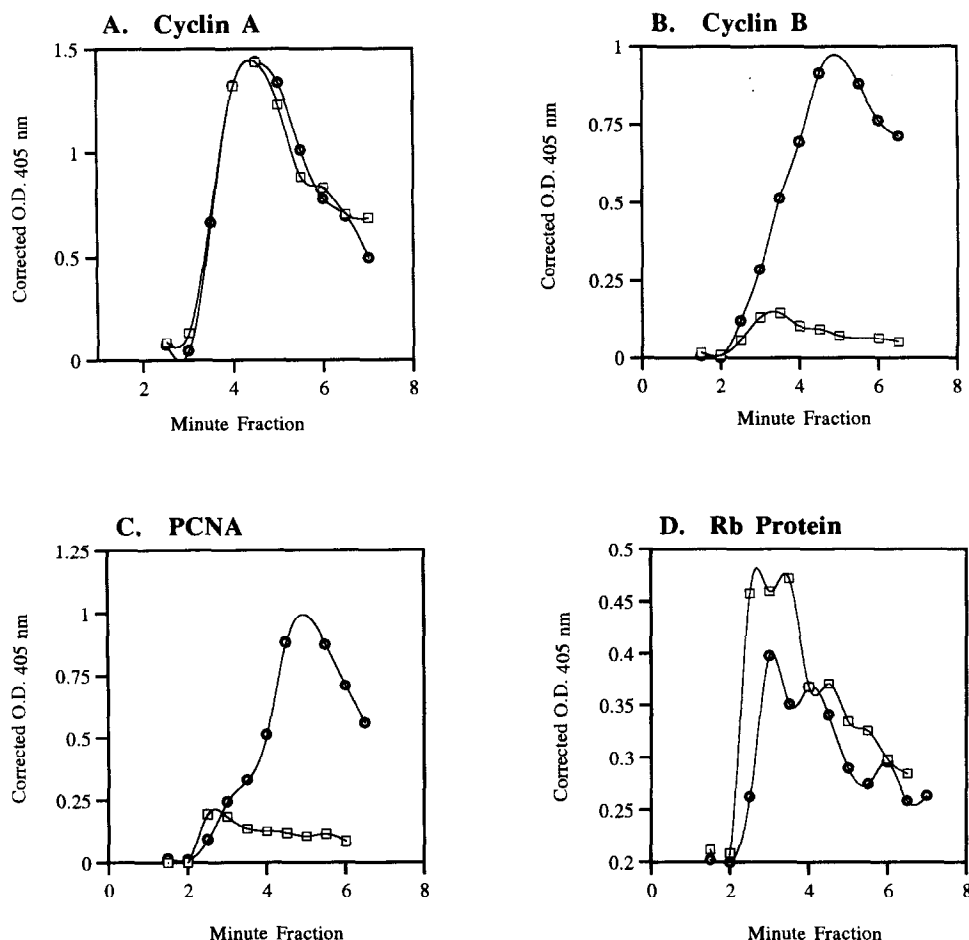 A. Cyclin A
1.5
1
0.5
0
Corrected O.D. 405 nm
2 4 6 8
Minute Fraction
B. Cyclin B
1
0.75
0.5
0.25
0
Corrected O.D. 405 nm
0 2 4 6 8
Minute Fraction
C. PCNA
1.25
1
0.75
0.5
0.25
0
Corrected O.D. 405 nm
0 2 4 6 8
Minute Fraction
D. Rb Protein
0.5
0.45
0.4
0.35
0.3
0.25
0.2
Corrected O.D. 405 nm
0 2 4 6 8
Minute Fraction